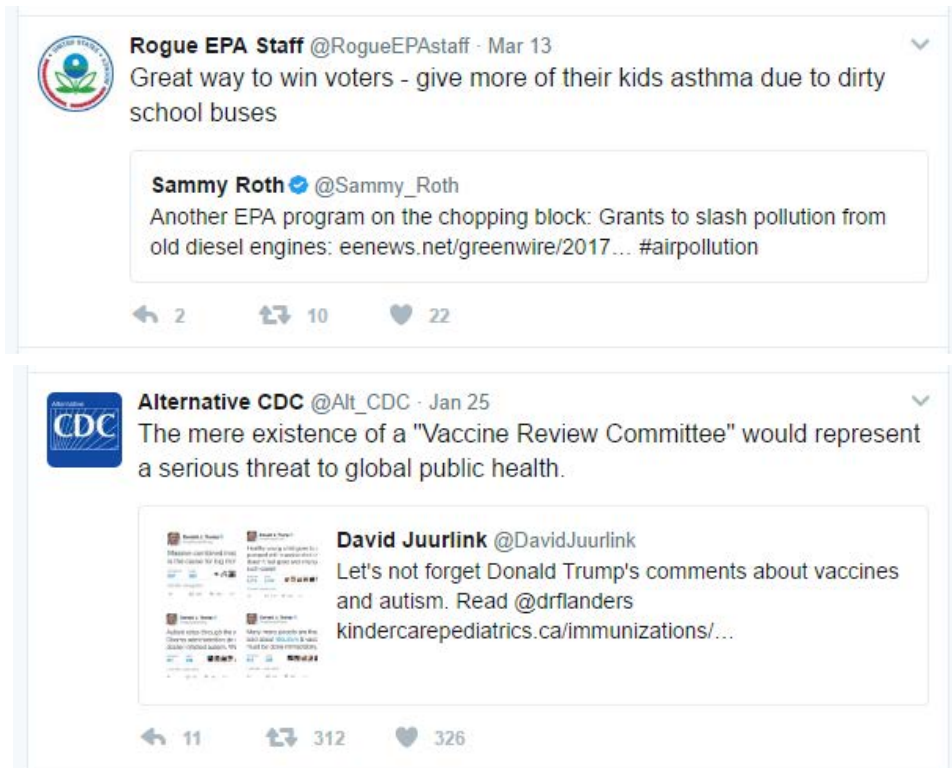 Rogue EPA Staff @RogueEPAstaff · Mar 13
Great way to win voters - give more of their kids asthma due to dirty
school buses
Sammy Roth @Sammy_Roth
Another EPA program on the chopping block: Grants to slash pollution from
old diesel engines: eenews.net/greenwire/2017... #airpollution
2 10 22
Alternative
CDC
Alternative CDC @Alt_CDC · Jan 25
The mere existence of a "Vaccine Review Committee" would represent
a serious threat to global public health.
David Juurlink @DavidJuurlink
Let's not forget Donald Trump's comments about vaccines
and autism. Read @drflanders
kindercarepediatrics.ca/immunizations/...
11 312 326